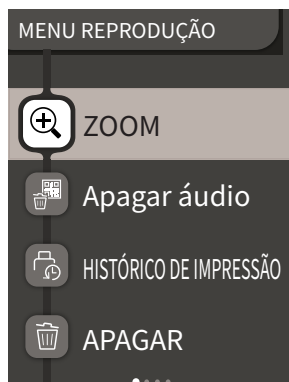 MENU REPRODUÇÃO
ZOOM
Apagar áudio
HISTÓRICO DE IMPRESSÃO
APAGAR